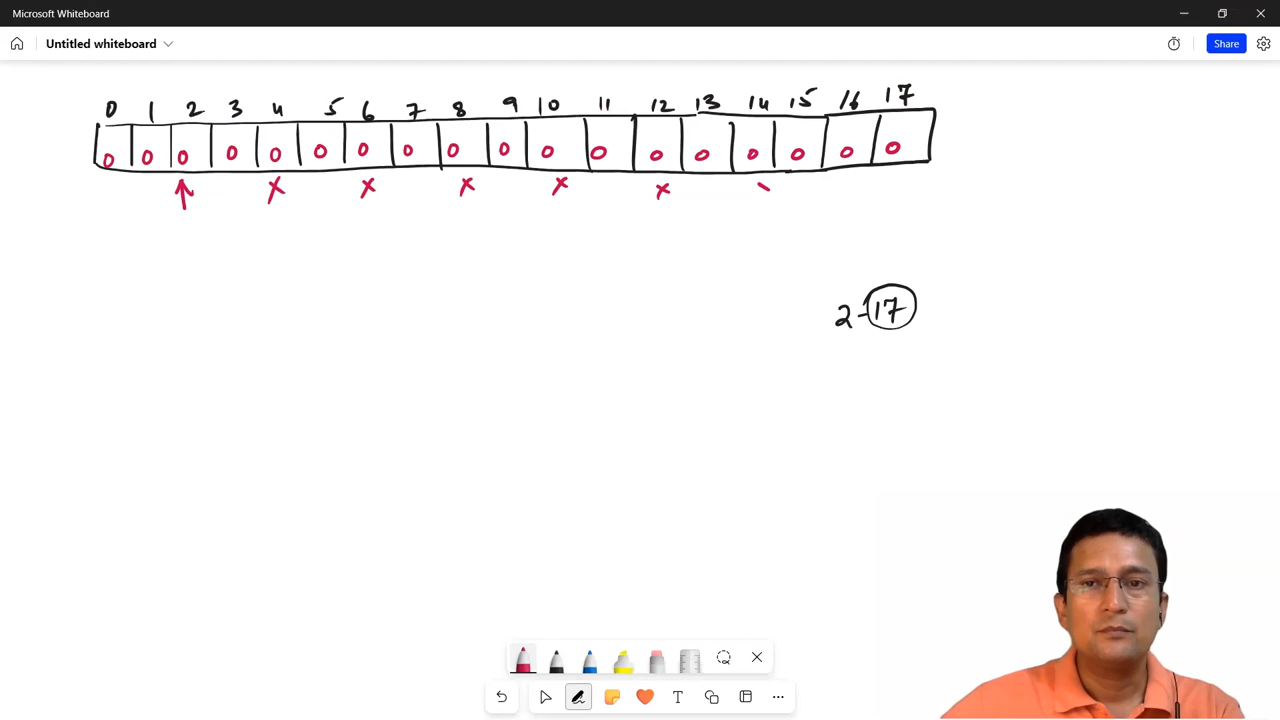 Microsoft Whiteboard
Untitled whiteboard
Share
0 1 2 3 4 5 6 7 8 9 10 11 12 13 14 15 16 17
0 0 0 0 0 0 0 0 0 0 0 0 0 0 0 0 0 0
↑ x x x x x
2-17
T